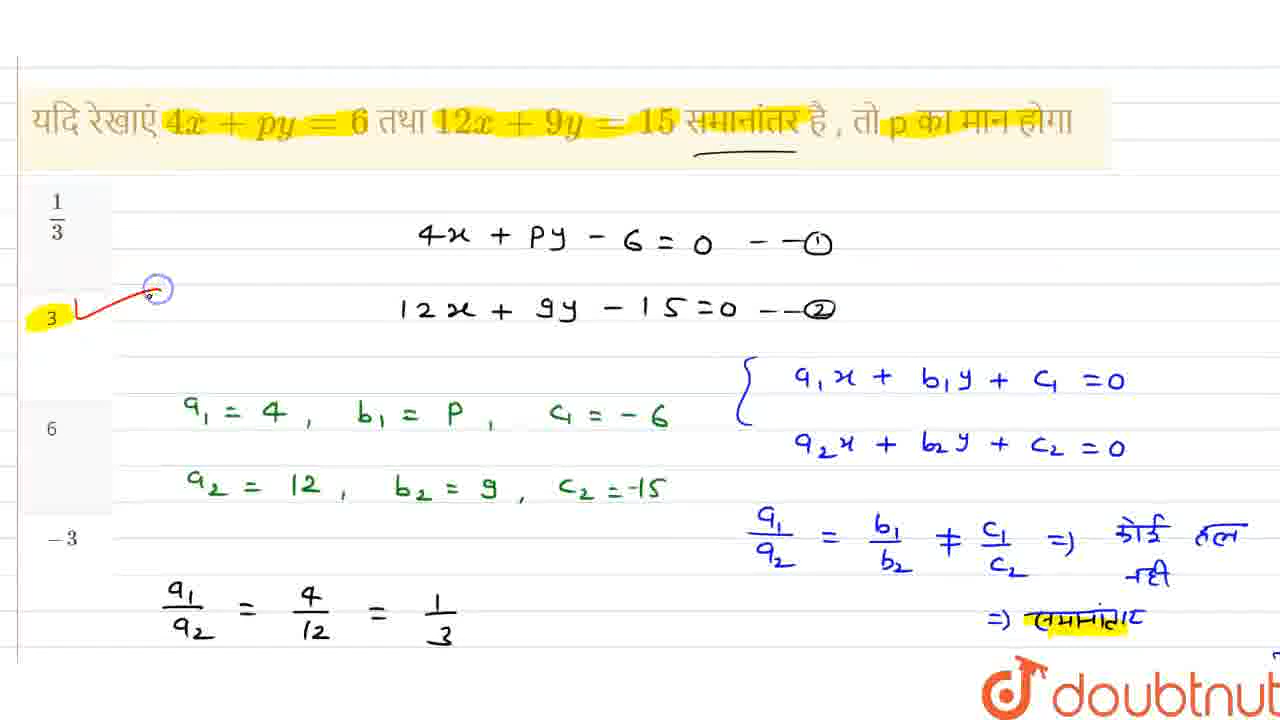 यदि रेखाएं 4x + py = 6 तथा 12x + 9y = 15 समानांतर है , तो p का मान होगा
1/3
4x + py - 6 = 0 -- ①
3
12x + 9y - 15 = 0 -- ②
a₁x + b₁y + c₁ = 0
a₁ = 4 , b₁ = p , c₁ = - 6
6
a₂x + b₂y + c₂ = 0
a₂ = 12 , b₂ = 9 , c₂ = -15
a₁/a₂ = b₁/b₂ ≠ c₁/c₂ ⇒ कोई हल
नही
-3
a₁/a₂ = 4/12 = 1/3
⇒ समानांतर
doubtnut